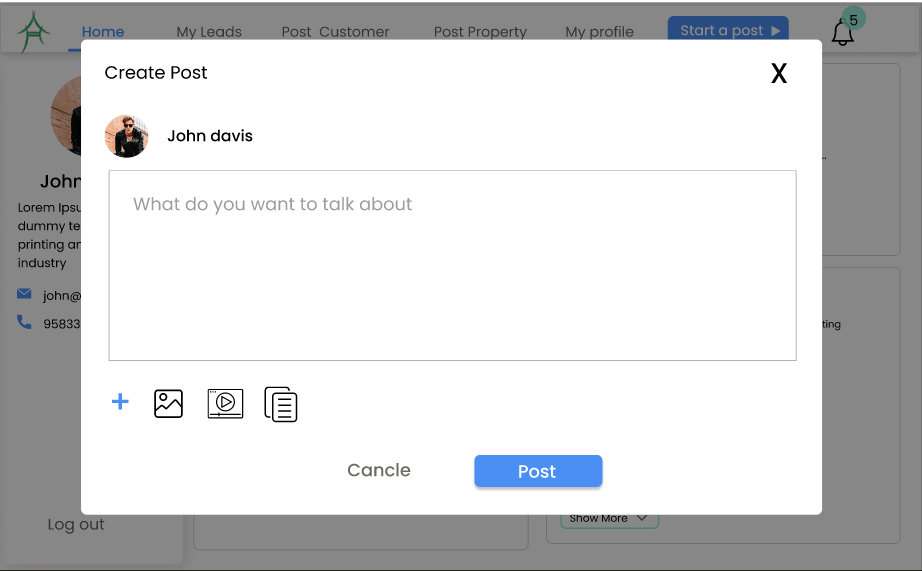 Home My Leads Post Customer Post Property My profile Start a post 5
Create Post X
John davis
What do you want to talk about
Cancle Post
John
Lorem Ipsu
dummy te
printing an
industry
john@
95833
Log out
...
ting
Show More